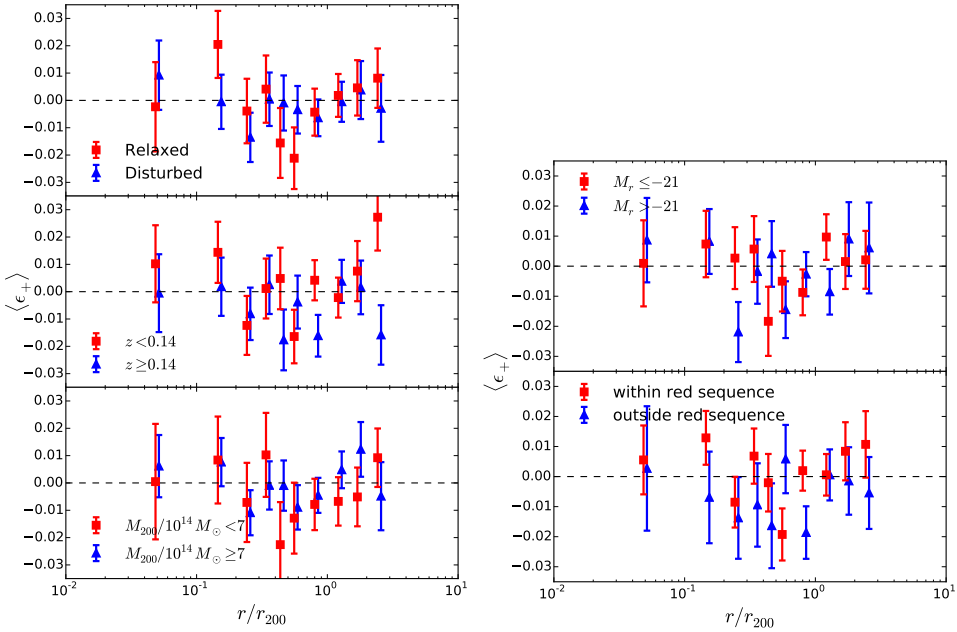 0.03
0.02
0.01
0.00
−0.01
−0.02
−0.03
Relaxed
Disturbed
0.03
0.02
0.01
0.00
−0.01
−0.02
−0.03
⟨ϵ+⟩
z<0.14
z≥0.14
0.03
0.02
0.01
0.00
−0.01
−0.02
−0.03
M200/10^14 M⊙<7
M200/10^14 M⊙≥7
10^-2 10^-1 10^0 10^1
r/r200
0.03
0.02
0.01
0.00
−0.01
−0.02
−0.03
Mr≤−21
Mr>−21
⟨ϵ+⟩
0.03
0.02
0.01
0.00
−0.01
−0.02
−0.03
within red sequence
outside red sequence
10^-2 10^-1 10^0 10^1
r/r200